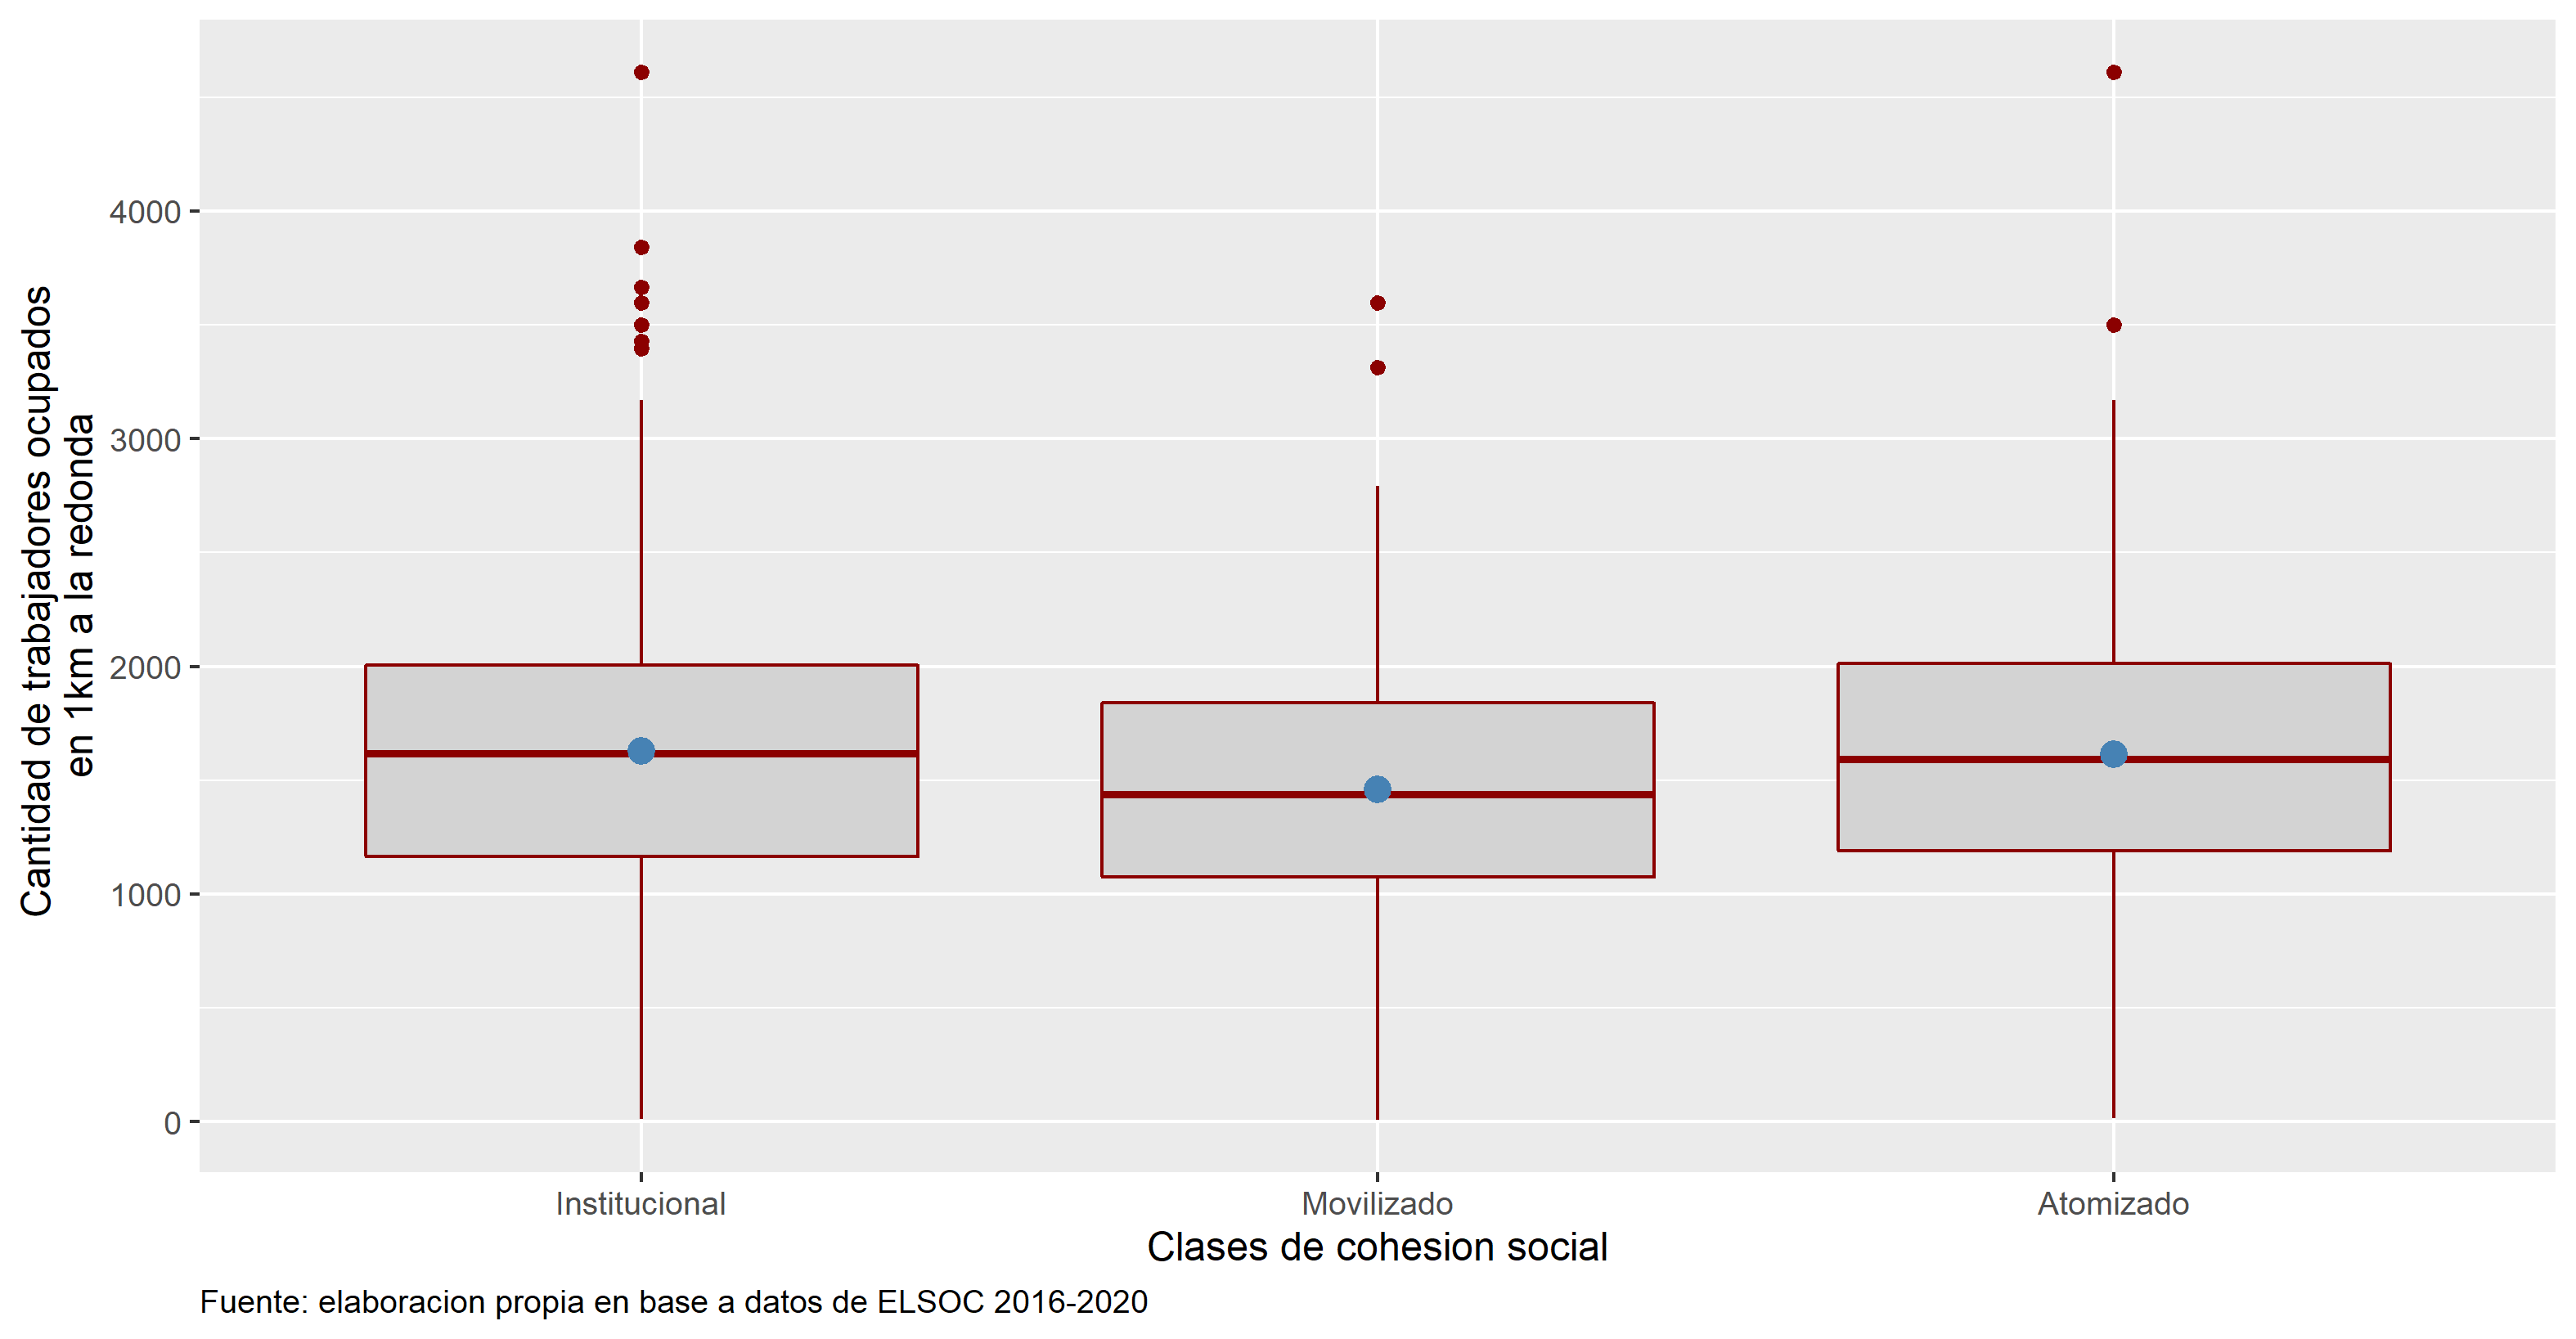 Cantidad de trabajadores ocupados
en 1km a la redonda
4000
3000
2000
1000
0
Institucional
Movilizado
Atomizado
Clases de cohesion social
Fuente: elaboracion propia en base a datos de ELSOC 2016-2020